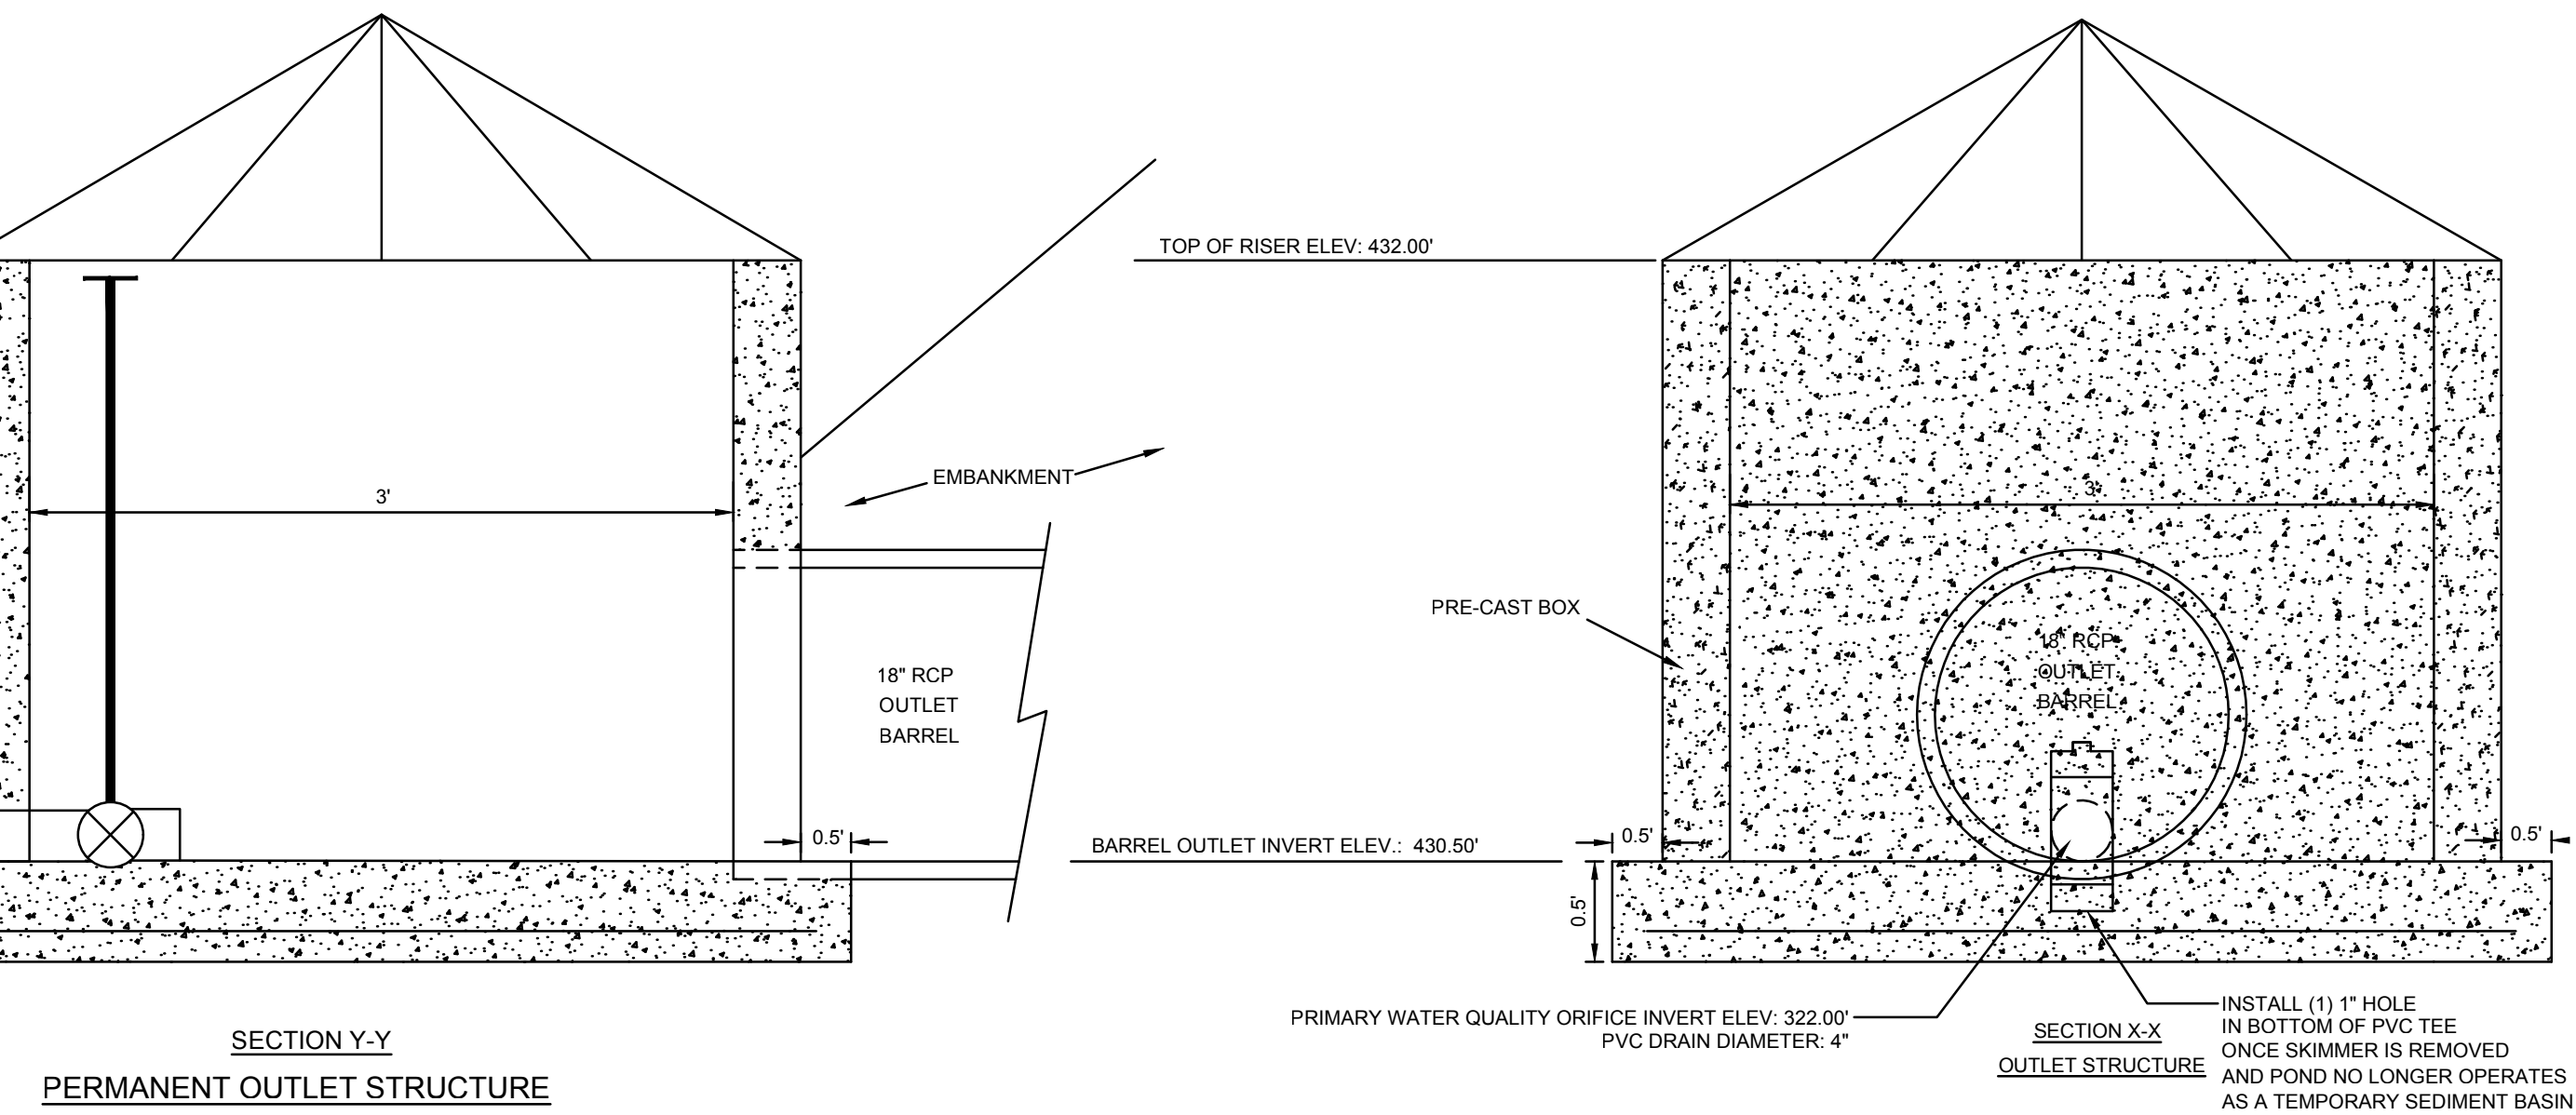 TOP OF RISER ELEV: 432.00'
3'
EMBANKMENT
3'
PRE-CAST BOX
18" RCP
OUTLET
BARREL
18" RCP
OUTLET
BARREL
0.5'
BARREL OUTLET INVERT ELEV.: 430.50'
0.5'
0.5'
0.5'
PRIMARY WATER QUALITY ORIFICE INVERT ELEV: 322.00'
PVC DRAIN DIAMETER: 4"
SECTION Y-Y
PERMANENT OUTLET STRUCTURE
SECTION X-X
OUTLET STRUCTURE
INSTALL (1) 1" HOLE
IN BOTTOM OF PVC TEE
ONCE SKIMMER IS REMOVED
AND POND NO LONGER OPERATES
AS A TEMPORARY SEDIMENT BASIN